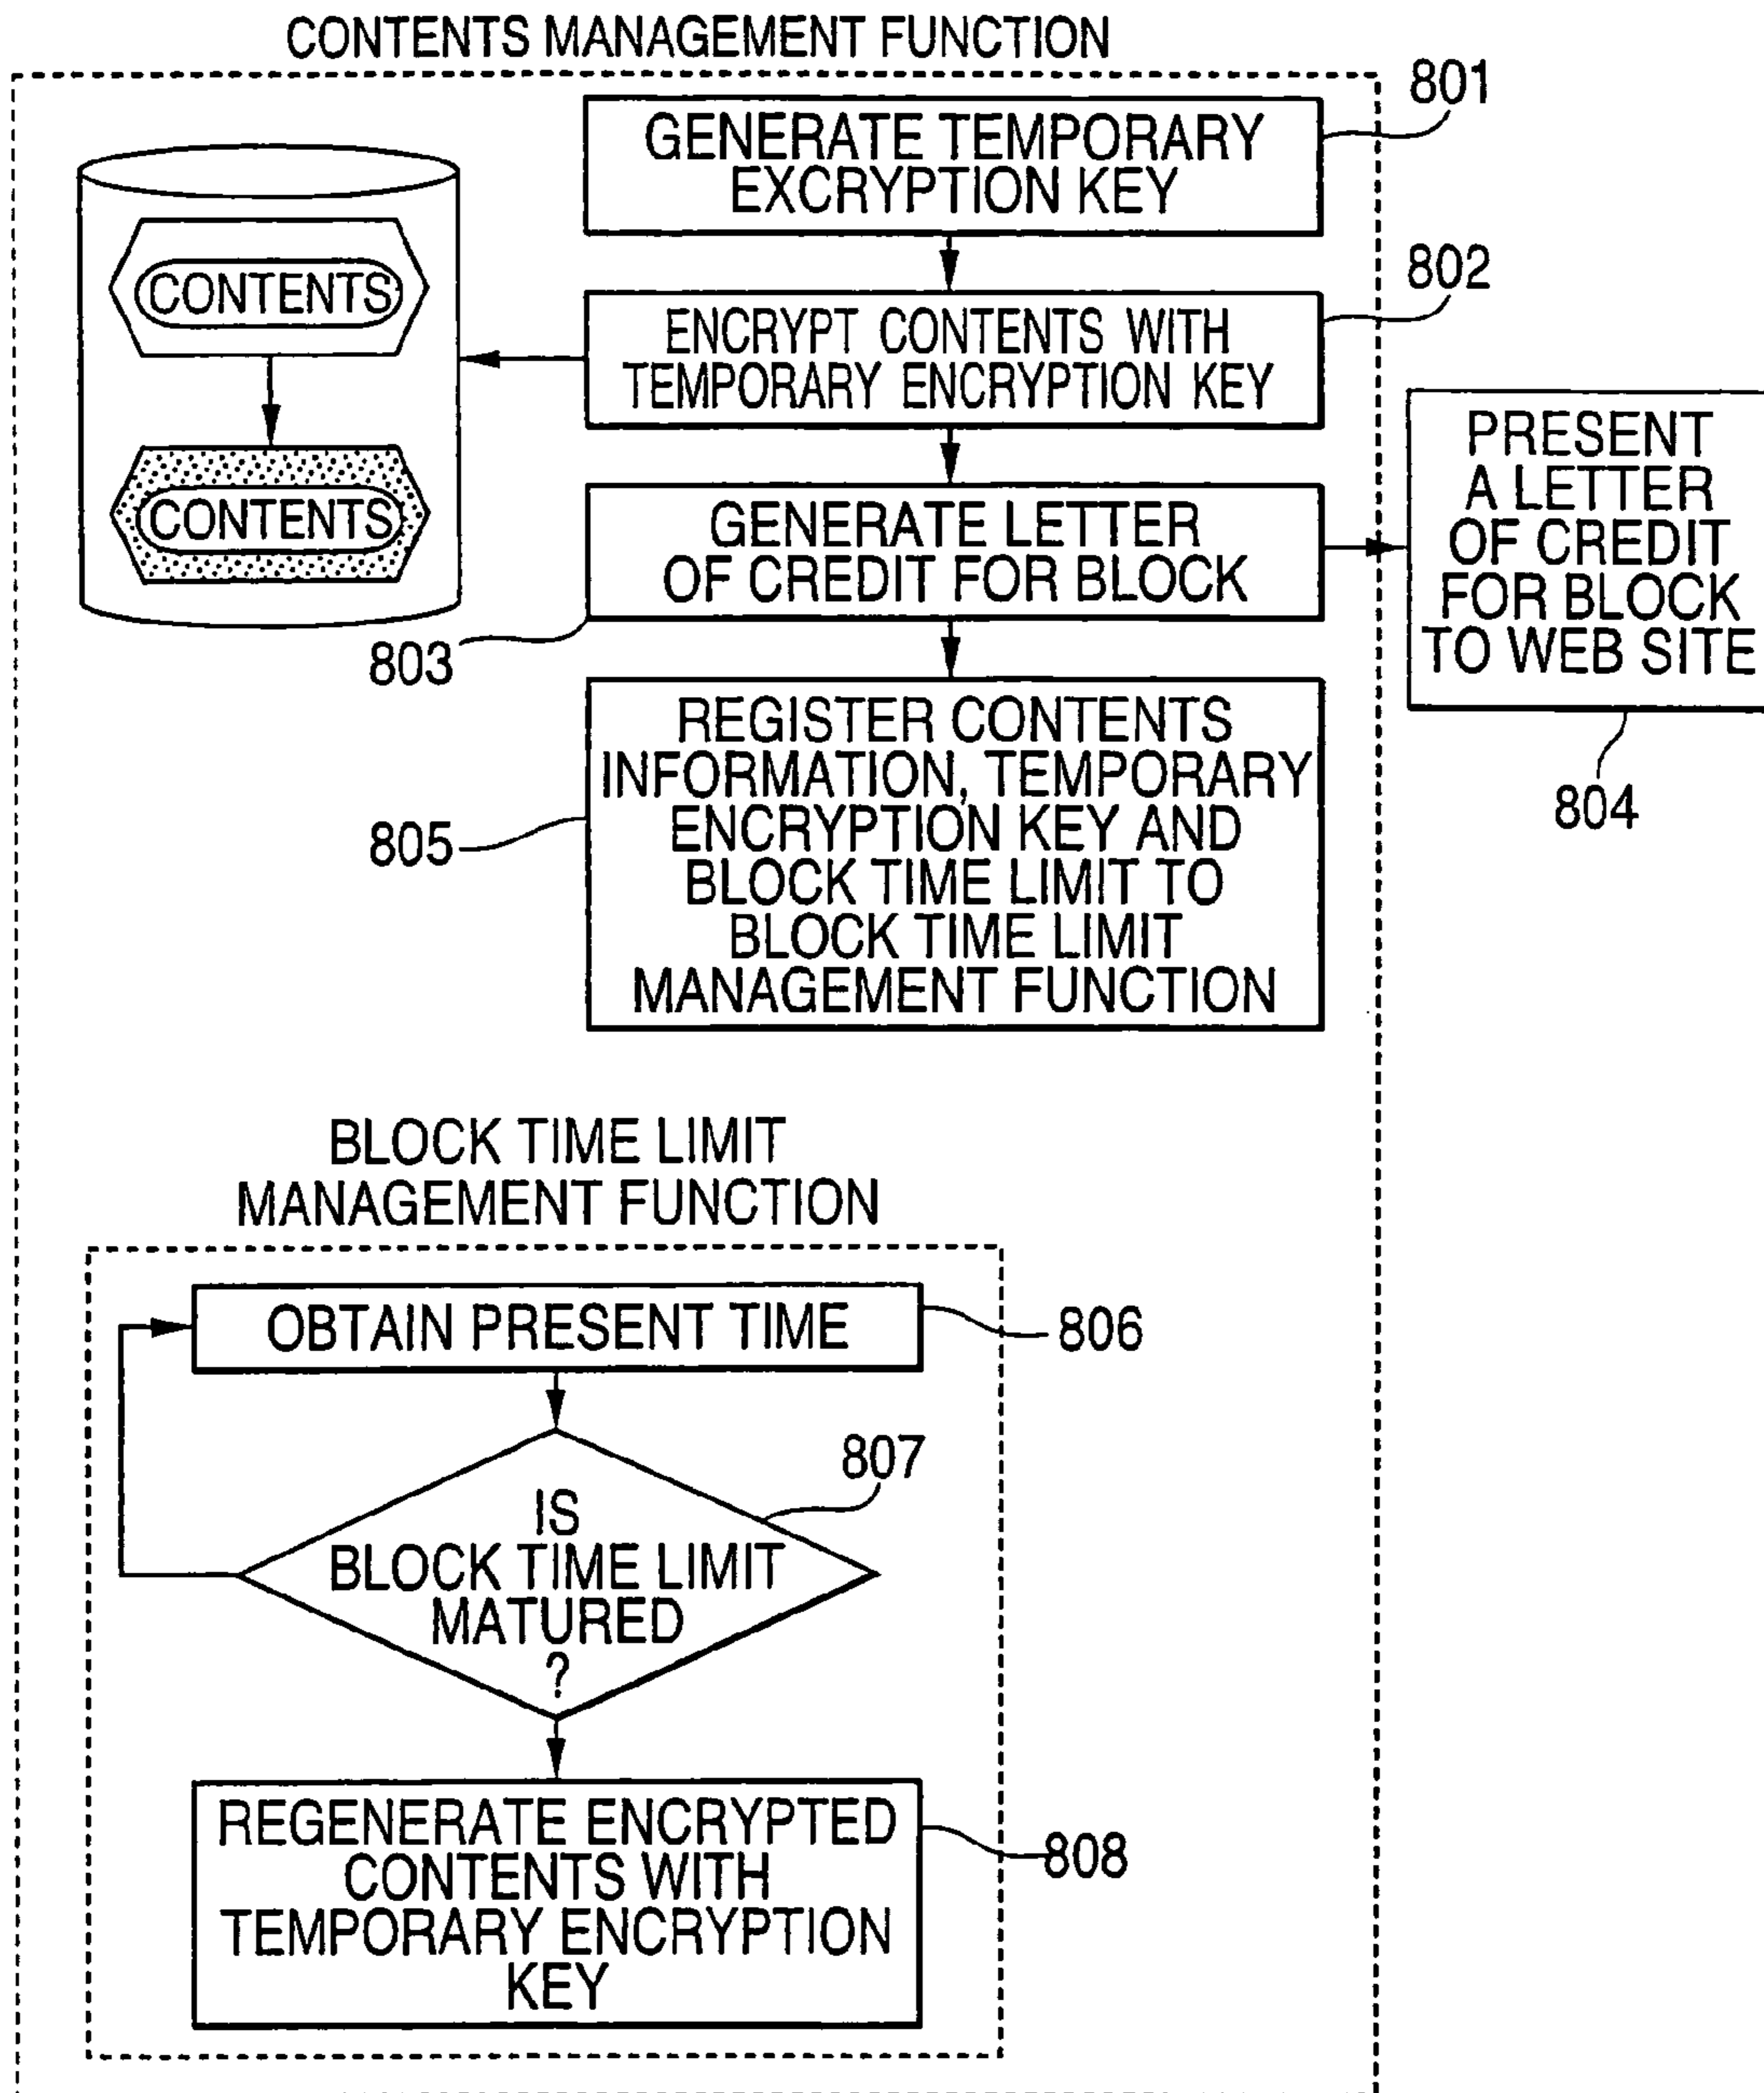 CONTENTS MANAGEMENT FUNCTION
801
GENERATE TEMPORARY
EXCRYPTION KEY
802
CONTENTS
ENCRYPT CONTENTS WITH
TEMPORARY ENCRYPTION KEY
CONTENTS
GENERATE LETTER
OF CREDIT FOR BLOCK
803
PRESENT
A LETTER
OF CREDIT
FOR BLOCK
TO WEB SITE
804
REGISTER CONTENTS
INFORMATION, TEMPORARY
ENCRYPTION KEY AND
BLOCK TIME LIMIT TO
BLOCK TIME LIMIT
MANAGEMENT FUNCTION
805
BLOCK TIME LIMIT
MANAGEMENT FUNCTION
OBTAIN PRESENT TIME
806
807
IS
BLOCK TIME LIMIT
MATURED
?
REGENERATE ENCRYPTED
CONTENTS WITH
TEMPORARY ENCRYPTION
KEY
808